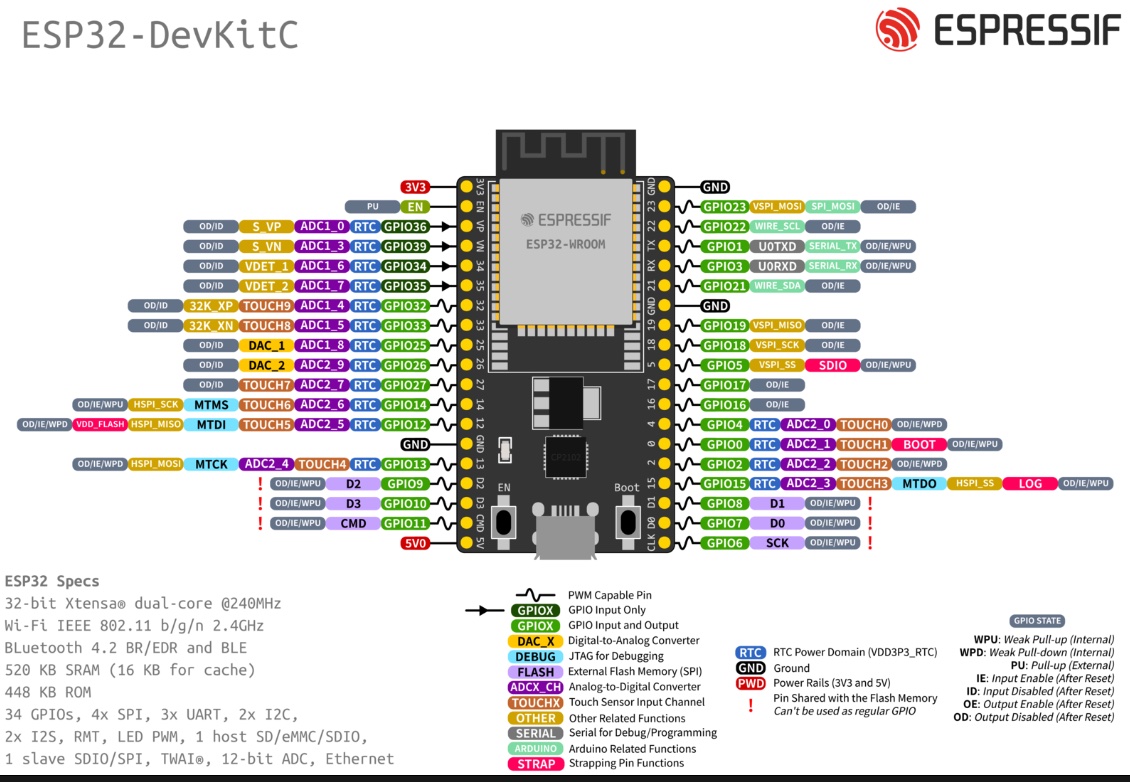 ESP32-DevKitC
ESPRESSIF
3V3
PU EN
OD/ID S_VP ADC1_0 RTC GPIO36
OD/ID S_VN ADC1_3 RTC GPIO39
OD/ID VDET_1 ADC1_6 RTC GPIO34
OD/ID VDET_2 ADC1_7 RTC GPIO35
OD/ID 32K_XP TOUCH9 ADC1_4 RTC GPIO32
OD/ID 32K_XN TOUCH8 ADC1_5 RTC GPIO33
OD/ID DAC_1 ADC1_8 RTC GPIO25
OD/ID DAC_2 ADC2_9 RTC GPIO26
OD/ID TOUCH7 ADC2_7 RTC GPIO27
OD/IE/WPU HSPI_SCK MTMS TOUCH6 ADC2_6 RTC GPIO14
OD/IE/WPD VDD_FLASH HSPI_MISO MTDI TOUCH5 ADC2_5 RTC GPIO12
GND
OD/IE/WPD HSPI_MOSI MTCK ADC2_4 TOUCH4 RTC GPIO13
! OD/IE/WPU D2 GPIO9
! OD/IE/WPU D3 GPIO10
! OD/IE/WPU CMD GPIO11
5V0
3V3
EN
VP
VN
34
35
32
33
25
26
27
14
12
GND
13
D2
D3
CMD
5V
ESPRESSIF
ESP32-WROOM
CP2102
EN
Boot
GND
23
22
TX
RX
21
GND
19
18
5
17
16
4
0
2
15
D1
D0
CLK
GND
GPIO23 VSPI_MOSI SPI_MOSI OD/IE
GPIO22 WIRE_SCL OD/IE
GPIO1 U0TXD SERIAL_TX OD/IE/WPU
GPIO3 U0RXD SERIAL_RX OD/IE/WPU
GPIO21 WIRE_SDA OD/IE
GND
GPIO19 VSPI_MISO OD/IE
GPIO18 VSPI_SCK OD/IE
GPIO5 VSPI_SS SDIO OD/IE/WPU
GPIO17 OD/IE
GPIO16 OD/IE
GPIO4 RTC ADC2_0 TOUCH0 OD/IE/WPD
GPIO0 RTC ADC2_1 TOUCH1 BOOT OD/IE/WPU
GPIO2 RTC ADC2_2 TOUCH2 OD/IE/WPD
GPIO15 RTC ADC2_3 TOUCH3 MTDO HSPI_SS LOG OD/IE/WPU
GPIO8 D1 OD/IE/WPU !
GPIO7 D0 OD/IE/WPU !
GPIO6 SCK OD/IE/WPU !
ESP32 Specs
32-bit Xtensa® dual-core @240MHz
Wi-Fi IEEE 802.11 b/g/n 2.4GHz
BLuetooth 4.2 BR/EDR and BLE
520 KB SRAM (16 KB for cache)
448 KB ROM
34 GPIOs, 4x SPI, 3x UART, 2x I2C,
2x I2S, RMT, LED PWM, 1 host SD/eMMC/SDIO,
1 slave SDIO/SPI, TWAI®, 12-bit ADC, Ethernet
PWM Capable Pin
GPIOX GPIO Input Only
GPIOX GPIO Input and Output
DAC_X Digital-to-Analog Converter
DEBUG JTAG for Debugging
FLASH External Flash Memory (SPI)
ADCX_CH Analog-to-Digital Converter
TOUCHX Touch Sensor Input Channel
OTHER Other Related Functions
SERIAL Serial for Debug/Programming
ARDUINO Arduino Related Functions
STRAP Strapping Pin Functions
RTC RTC Power Domain (VDD3P3_RTC)
GND Ground
PWD Power Rails (3V3 and 5V)
! Pin Shared with the Flash Memory
Can't be used as regular GPIO
GPIO STATE
WPU: Weak Pull-up (Internal)
WPD: Weak Pull-down (Internal)
PU: Pull-up (External)
IE: Input Enable (After Reset)
ID: Input Disabled (After Reset)
OE: Output Enable (After Reset)
OD: Output Disabled (After Reset)